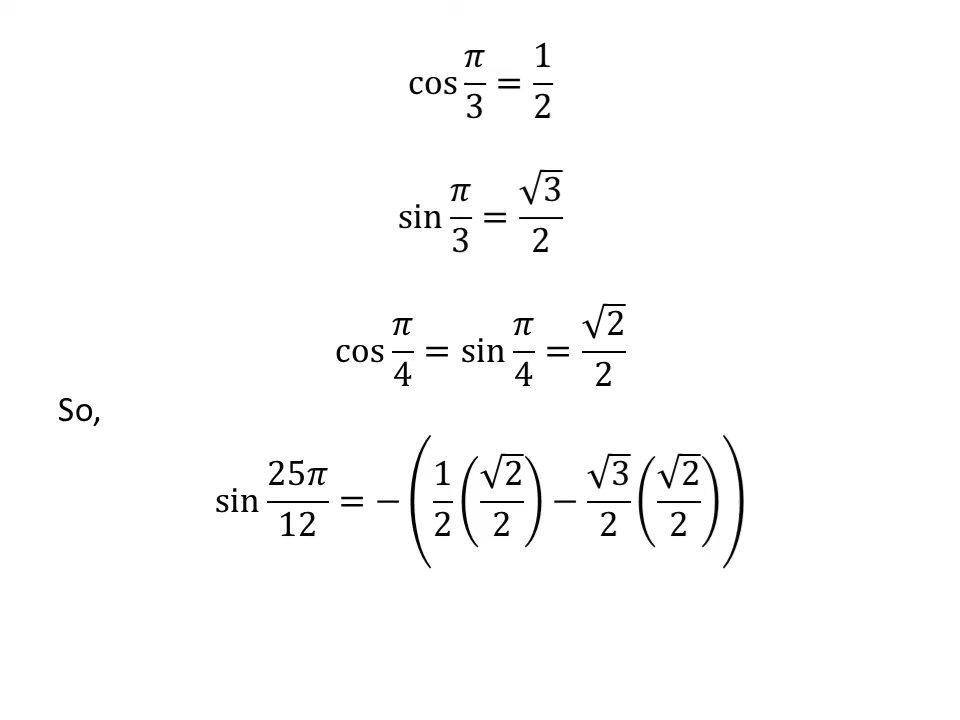 cos π/3 = 1/2
sin π/3 = √3/2
cos π/4 = sin π/4 = √2/2
So,
sin 25π/12 = −(1/2(√2/2) − √3/2(√2/2))